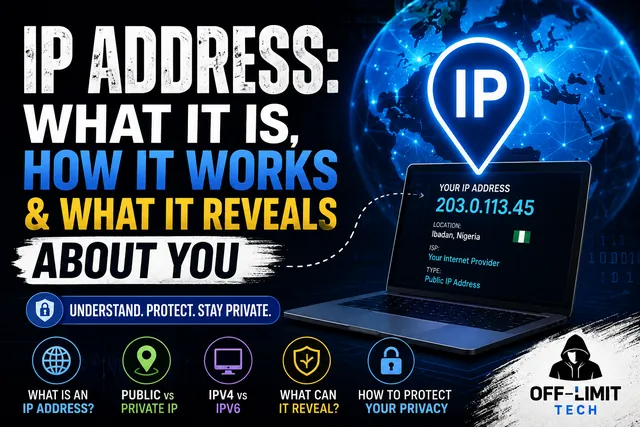 IP ADDRESS:
WHAT IT IS,
HOW IT WORKS
& WHAT IT REVEALS
ABOUT YOU
UNDERSTAND. PROTECT. STAY PRIVATE.
IP
YOUR IP ADDRESS
203.0.113.45
LOCATION:
Ibadan, Nigeria
ISP:
Your Internet Provider
TYPE:
Public IP Address
WHAT IS AN
IP ADDRESS?
PUBLIC vs
PRIVATE IP
IPV4 vs
IPV6
WHAT CAN
IT REVEAL?
HOW TO PROTECT
YOUR PRIVACY
OFF-LIMIT
TECH